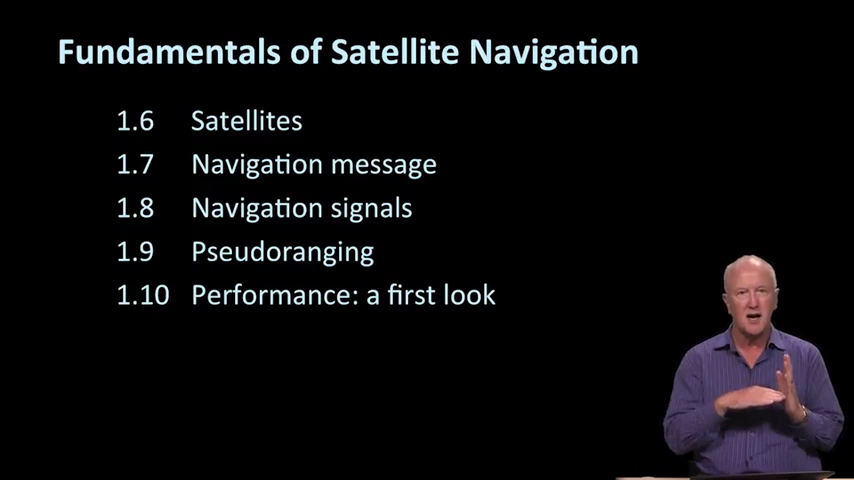 Fundamentals of Satellite Navigation
1.6 Satellites
1.7 Navigation message
1.8 Navigation signals
1.9 Pseudoranging
1.10 Performance: a first look